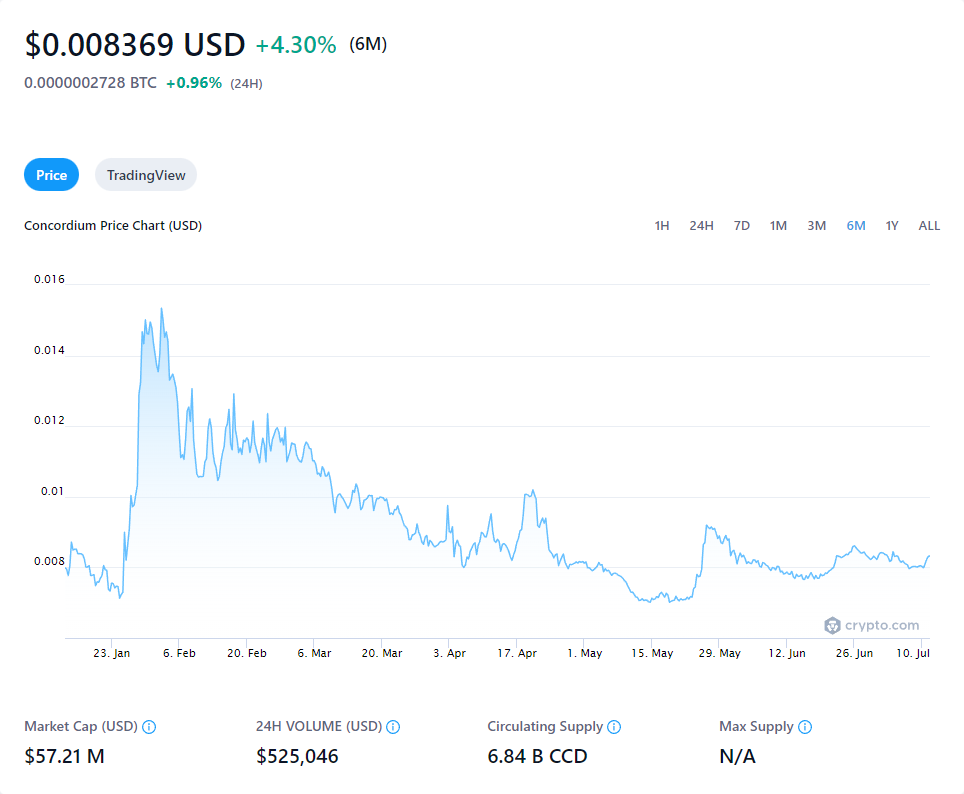 $0.008369 USD +4.30% (6M)
0.0000002728 BTC +0.96% (24H)
Price TradingView
Concordium Price Chart (USD) 1H 24H 7D 1M 3M 6M 1Y ALL
0.016
0.014
0.012
0.01
0.008
crypto.com
23. Jan 6. Feb 20. Feb 6. Mar 20. Mar 3. Apr 17. Apr 1. May 15. May 29. May 12. Jun 26. Jun 10. Jul
Market Cap (USD) 24H VOLUME (USD) Circulating Supply Max Supply
$57.21 M $525,046 6.84 B CCD N/A